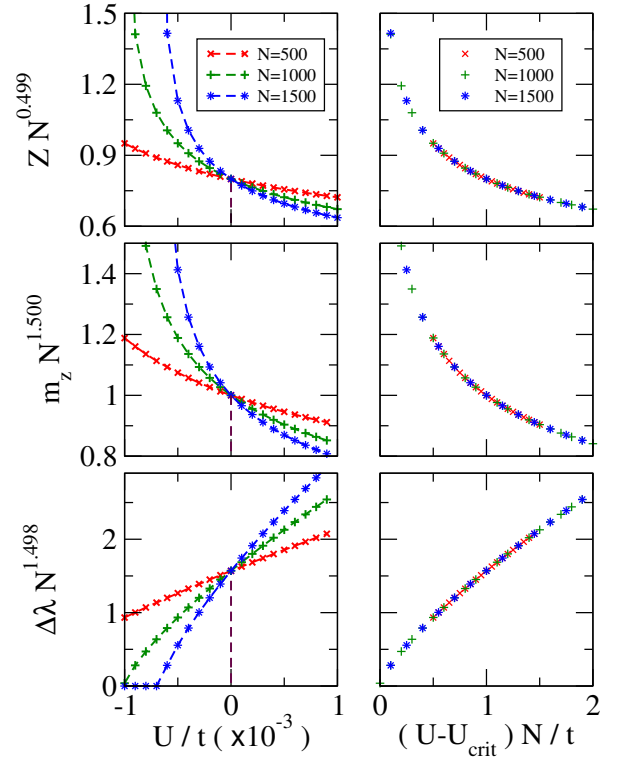 1.5
1.2
0.9
0.6
Z N^0.499
N=500
N=1000
N=1500
N=500
N=1000
N=1500
1.4
1.2
1
0.8
m_z N^1.500
2
1
0
Δλ N^1.498
-1 0 1
U / t ( x10^-3 )
0 1 2
( U-U_crit ) N / t